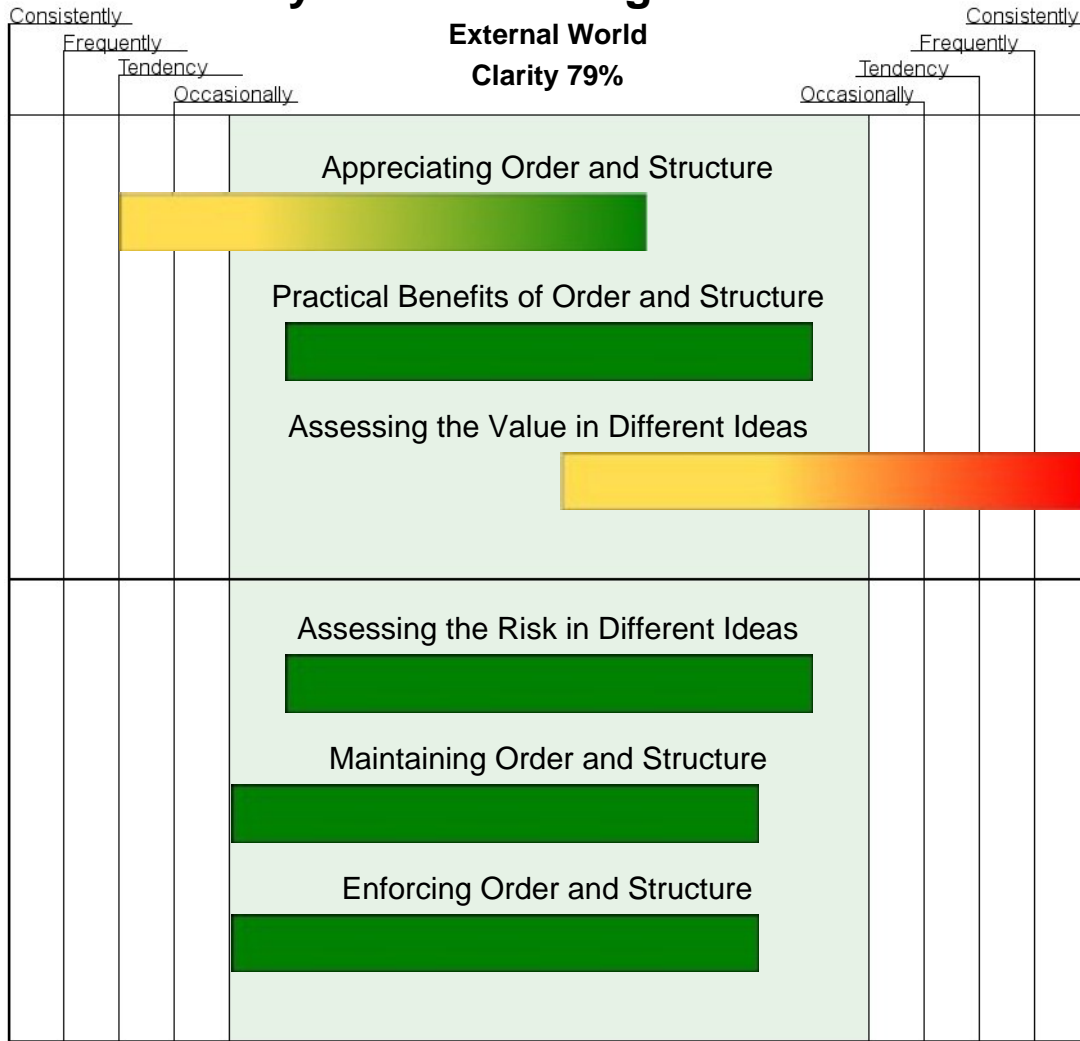 Consistently
Consistently
External World
Frequently
Frequently
Tendency
Clarity 79%
Tendency
Occasionally
Occasionally
Appreciating Order and Structure
Practical Benefits of Order and Structure
Assessing the Value in Different Ideas
Assessing the Risk in Different Ideas
Maintaining Order and Structure
Enforcing Order and Structure